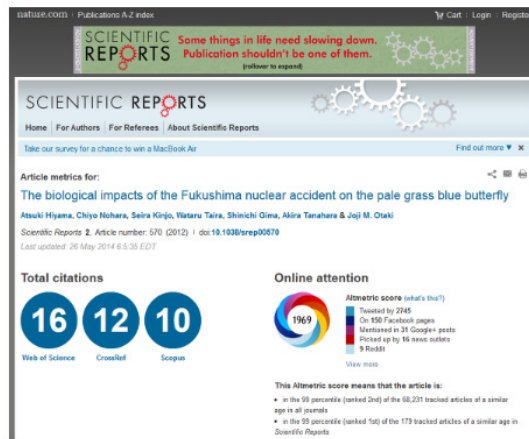 nature.com Publications A-Z index
Cart Login Register
SCIENTIFIC REPORTS
Some things in life need slowing down.
Publication shouldn't be one of them.
(rollover to expand)
SCIENTIFIC REPORTS
Home For Authors For Referees About Scientific Reports
Take our survey for a chance to win a MacBook Air
Find out more ▼ ×
Article metrics for:
The biological impacts of the Fukushima nuclear accident on the pale grass blue butterfly
Atsuki Hiyama, Chiyo Nohara, Seira Kinjo, Wataru Taira, Shinichi Gima, Akira Tanahara & Joji M. Otaki
Scientific Reports 2, Article number: 570 (2012) | doi:10.1038/srep00570
Last updated: 26 May 2014 6:5:35 EDT
Total citations
16
Web of Science
12
CrossRef
10
Scopus
Online attention
1969
Altmetric score (what's this?)
Tweeted by 2745
On 150 Facebook pages
Mentioned in 31 Google+ posts
Picked up by 16 news outlets
9 Reddit
View more
This Altmetric score means that the article is:
• in the 99 percentile (ranked 2nd) of the 68,231 tracked articles of a similar
age in all journals
• in the 99 percentile (ranked 1st) of the 179 tracked articles of a similar age in
Scientific Reports